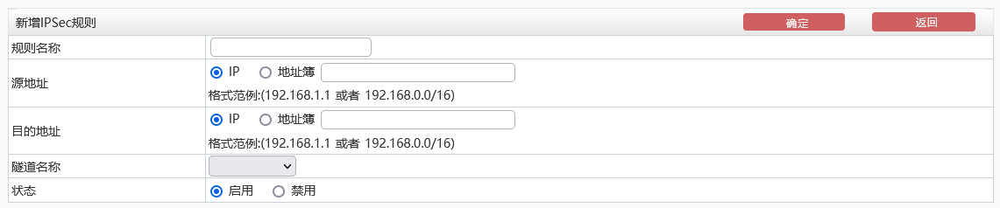 新增IPSec规则 确定 返回
规则名称
源地址 IP 地址簿
格式范例:(192.168.1.1 或者 192.168.0.0/16)
目的地址 IP 地址簿
格式范例:(192.168.1.1 或者 192.168.0.0/16)
隧道名称
状态 启用 禁用